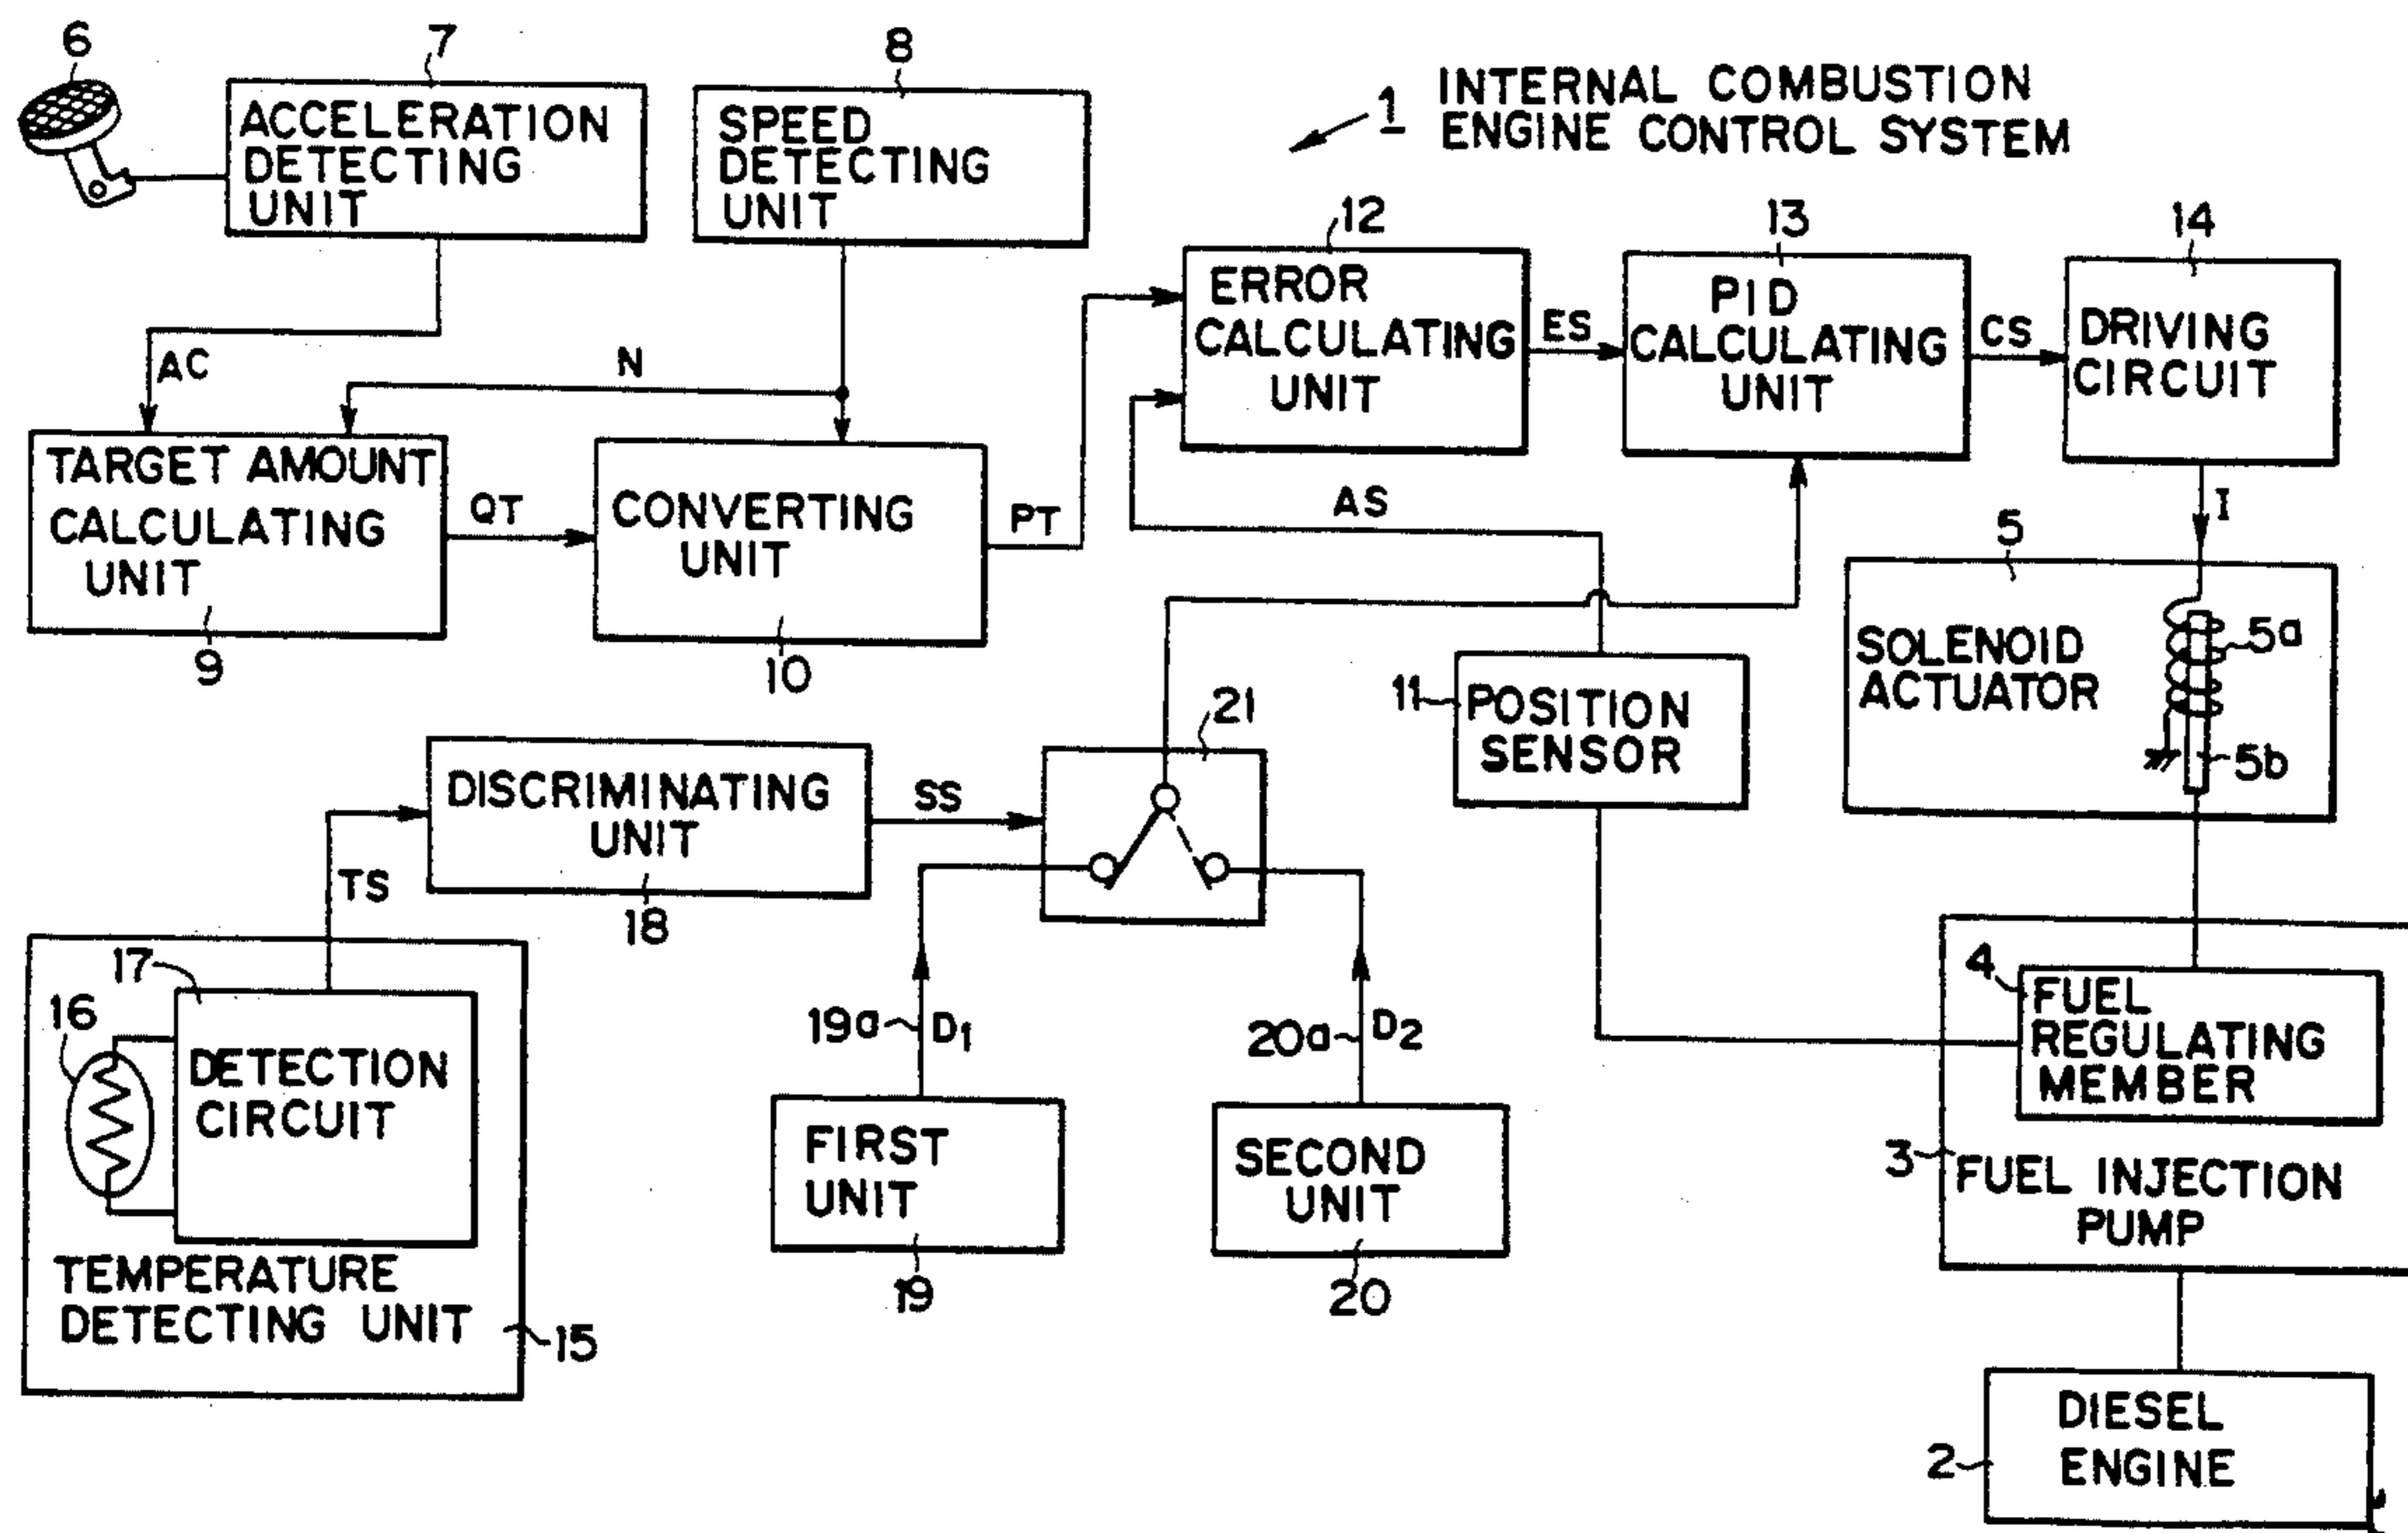 6
7
8
ACCELERATION
DETECTING
UNIT
SPEED
DETECTING
UNIT
1
INTERNAL COMBUSTION
ENGINE CONTROL SYSTEM
12
13
14
ERROR
CALCULATING
UNIT
ES
PID
CALCULATING
UNIT
CS
DRIVING
CIRCUIT
AC
N
TARGET AMOUNT
CALCULATING
UNIT
9
QT
CONVERTING
UNIT
10
PT
AS
I
5
SOLENOID
ACTUATOR
5a
5b
11
POSITION
SENSOR
21
DISCRIMINATING
UNIT
18
SS
TS
17
16
DETECTION
CIRCUIT
TEMPERATURE
DETECTING UNIT
15
19a
D1
20a
D2
FIRST
UNIT
19
SECOND
UNIT
20
4
FUEL
REGULATING
MEMBER
3
FUEL INJECTION
PUMP
2
DIESEL
ENGINE